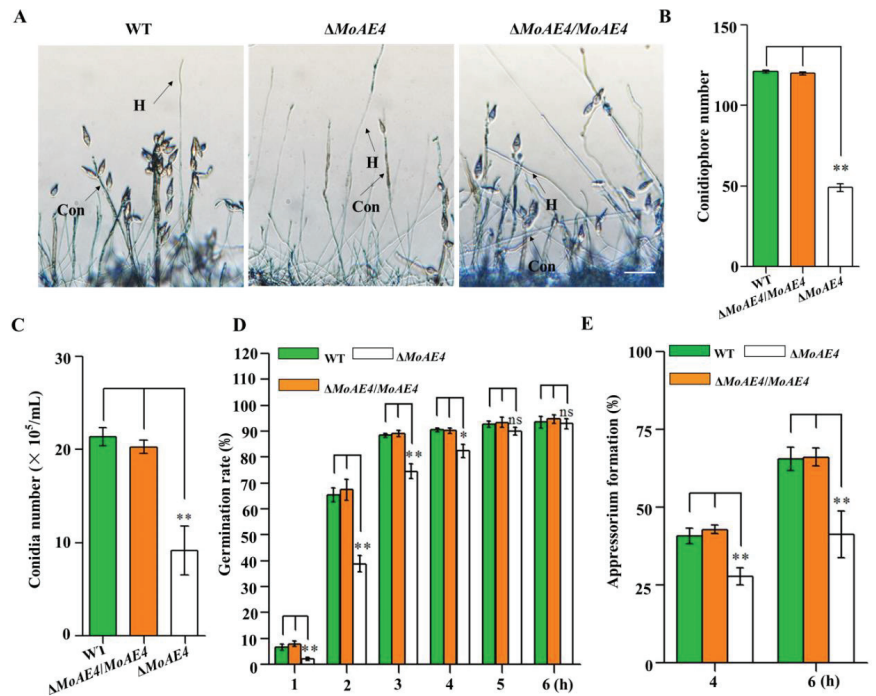 A
WT
ΔMoAE4
ΔMoAE4/MoAE4
H
Con
H
Con
H
Con
B
Conidiophore number
150
100
50
0
**
WT
ΔMoAE4/MoAE4
ΔMoAE4
C
Conidia number (× 10⁵/mL)
30
20
10
0
**
WT
ΔMoAE4/MoAE4
ΔMoAE4
D
WT
ΔMoAE4
ΔMoAE4/MoAE4
Germination rate (%)
120
110
100
90
80
70
60
50
40
30
20
10
0
**
**
**
*
ns
ns
1 2 3 4 5 6 (h)
E
WT
ΔMoAE4
ΔMoAE4/MoAE4
Appressorium formation (%)
100
75
50
25
0
**
**
4 6 (h)